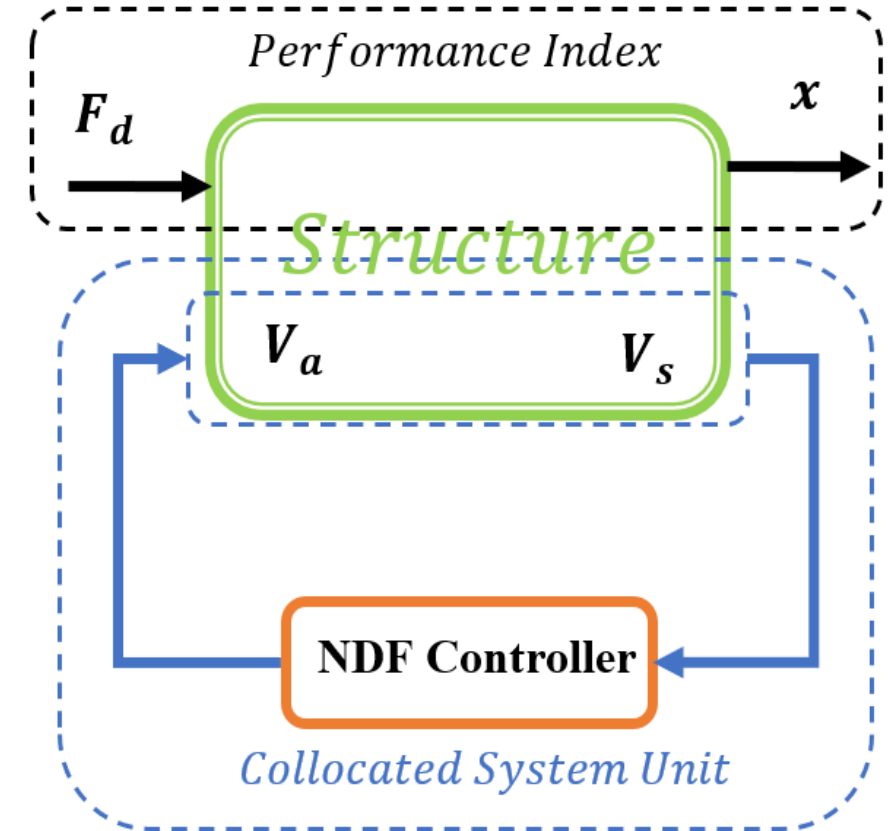 Performance Index
F_d
x
Structure
V_a
V_s
NDF Controller
Collocated System Unit